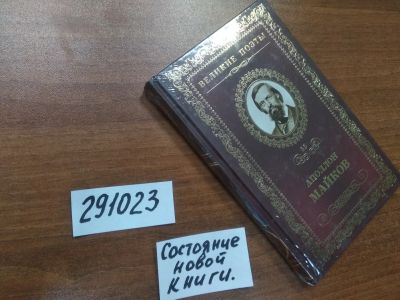 ВЕЛИКИЕ ПОЭТЫ
АПОЛЛОН
МАЙКОВ
291023
Состояние
новой
книги.